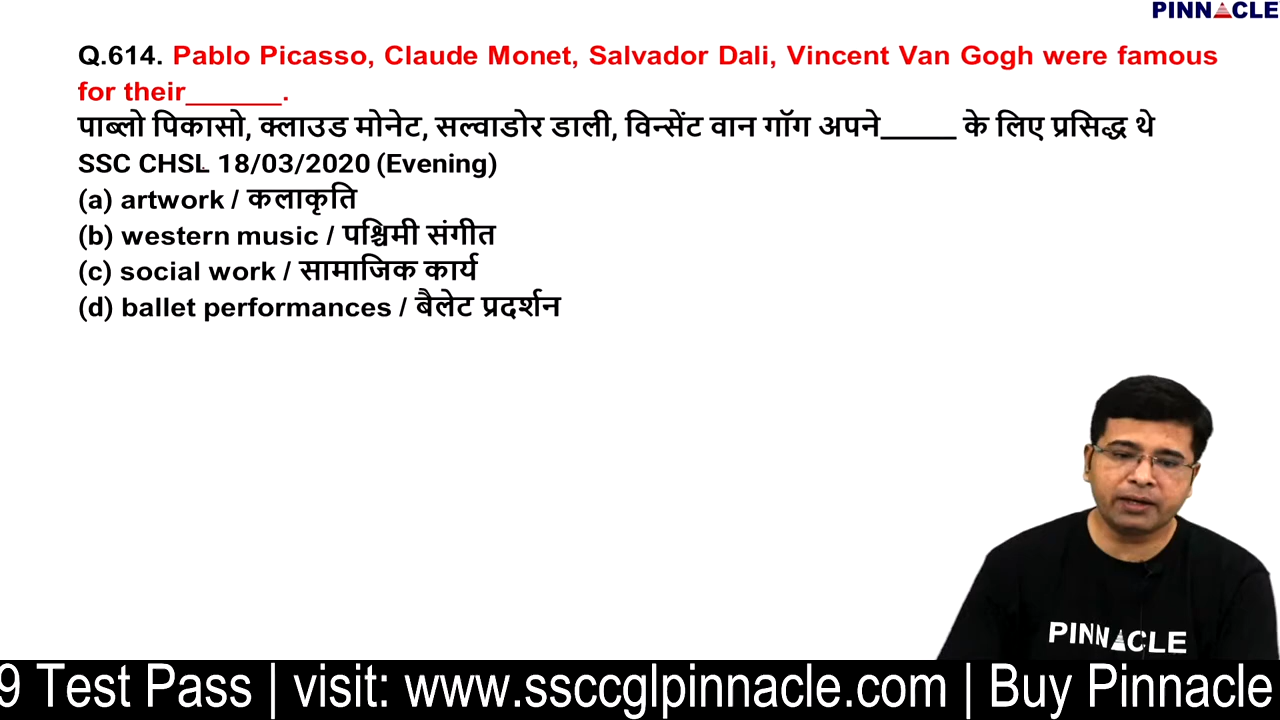 PINNACLE
Q.614. Pablo Picasso, Claude Monet, Salvador Dali, Vincent Van Gogh were famous
for their______.
पाब्लो पिकासो, क्लाउड मोनेट, सल्वाडोर डाली, विन्सेंट वान गॉग अपने_____ के लिए प्रसिद्ध थे
SSC CHSL 18/03/2020 (Evening)
(a) artwork / कलाकृति
(b) western music / पश्चिमी संगीत
(c) social work / सामाजिक कार्य
(d) ballet performances / बैलेट प्रदर्शन
PINNACLE
9 Test Pass | visit: www.ssccglpinnacle.com | Buy Pinnacle